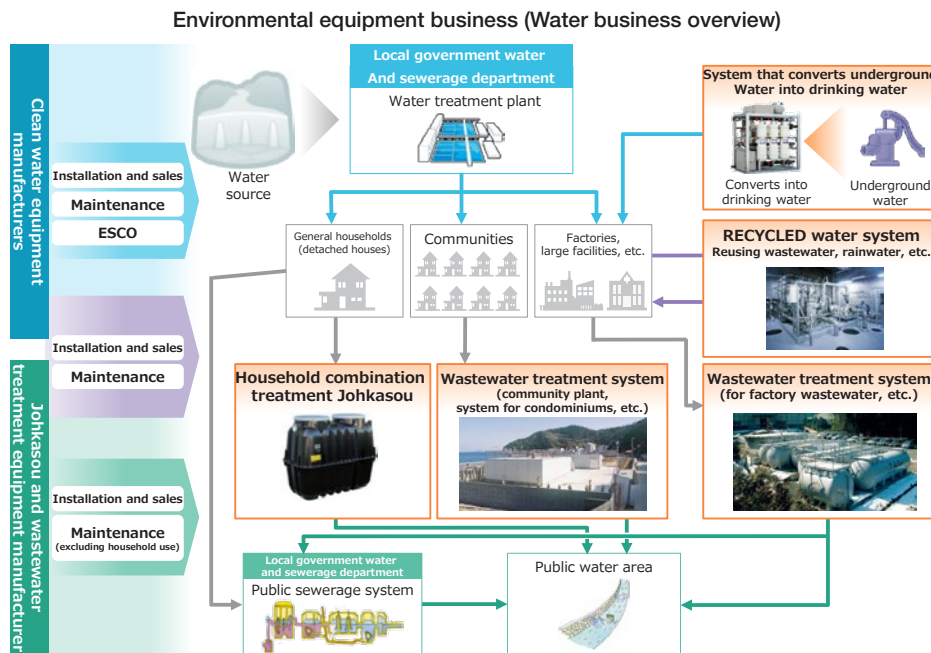 Environmental equipment business (Water business overview)
Clean water equipment
manufacturers
Installation and sales
Maintenance
ESCO
Installation and sales
Maintenance
Johkasou and wastewater
treatment equipment manufacturer
Installation and sales
Maintenance
(excluding household use)
Water
source
Local government water
And sewerage department
Water treatment plant
System that converts underground
Water into drinking water
Converts into
drinking water
Underground
water
General households
(detached houses)
Communities
Factories,
large facilities, etc.
RECYCLED water system
Reusing wastewater, rainwater, etc.
Household combination
treatment Johkasou
Wastewater treatment system
(community plant,
system for condominiums, etc.)
Wastewater treatment system
(for factory wastewater, etc.)
Local government water
and sewerage department
Public sewerage system
Public water area